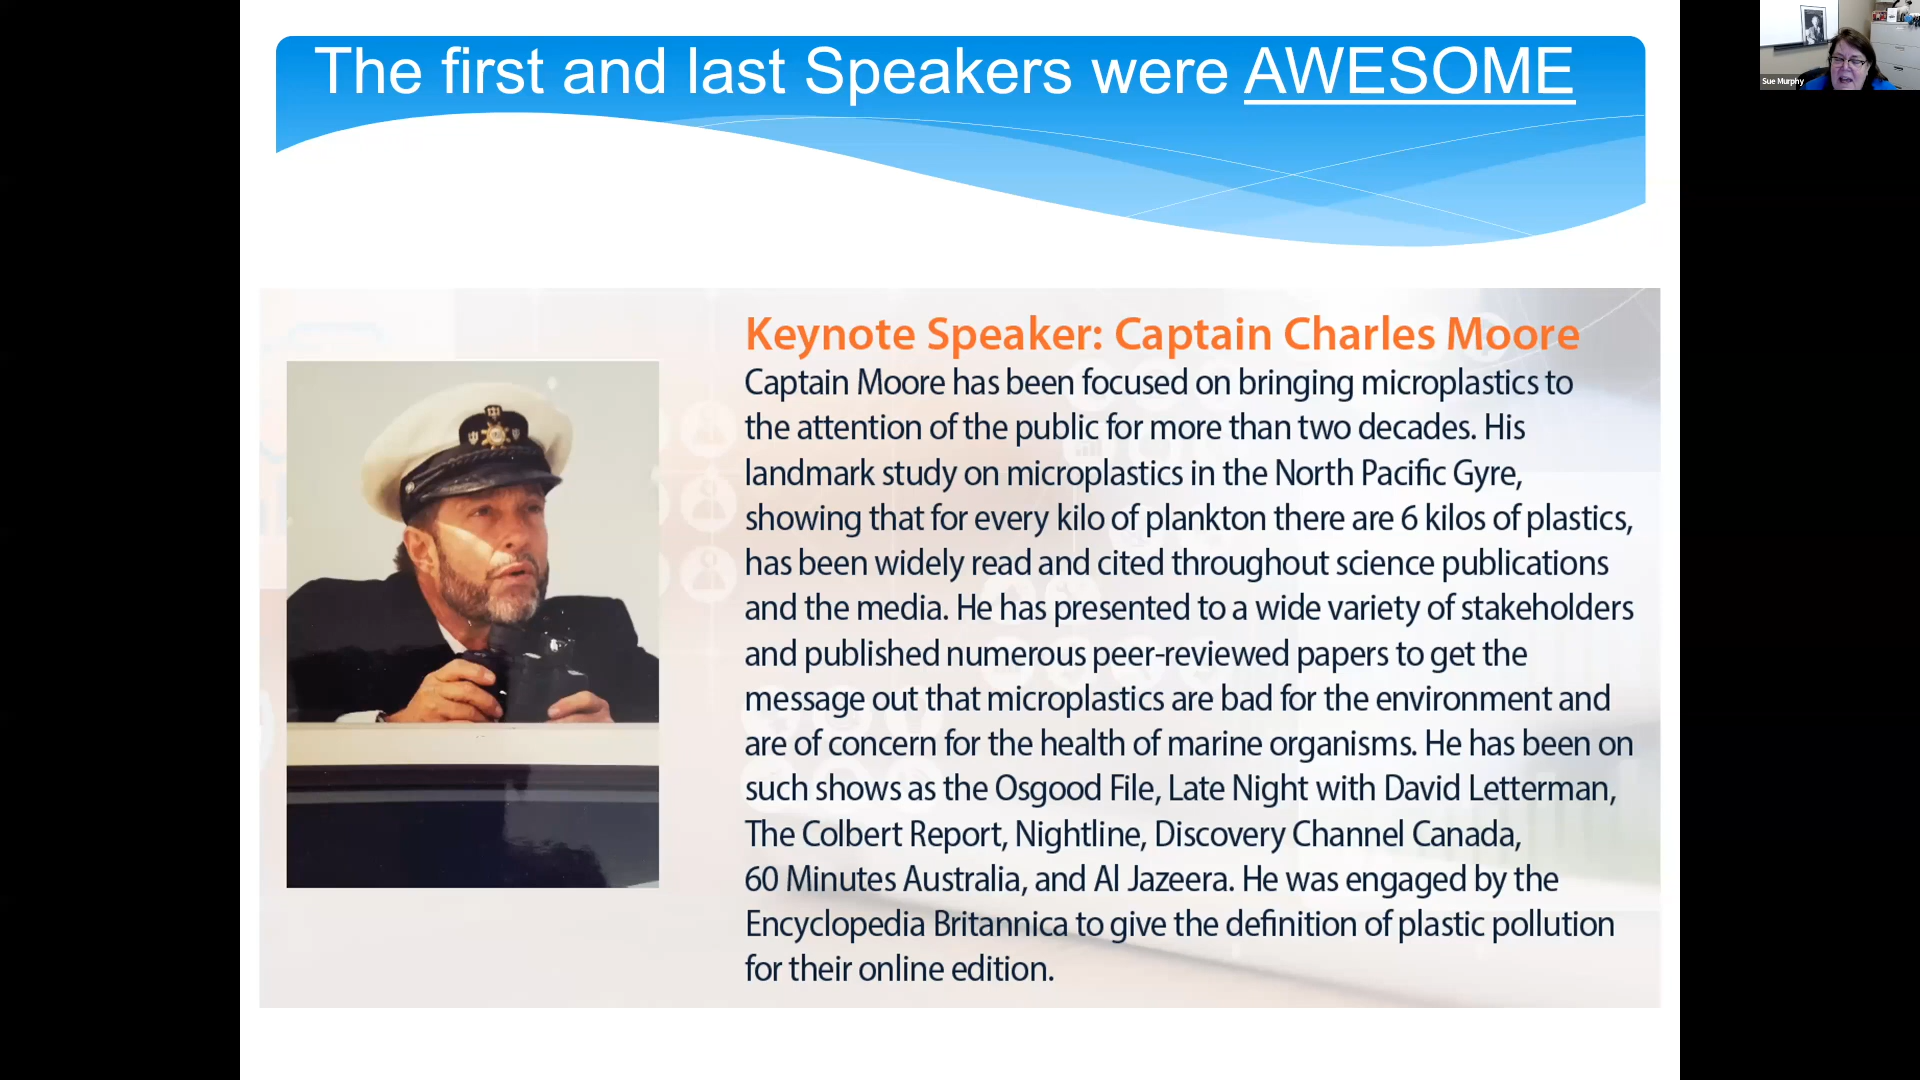 The first and last Speakers were AWESOME
Sue Murphy
Keynote Speaker: Captain Charles Moore
Captain Moore has been focused on bringing microplastics to
the attention of the public for more than two decades. His
landmark study on microplastics in the North Pacific Gyre,
showing that for every kilo of plankton there are 6 kilos of plastics,
has been widely read and cited throughout science publications
and the media. He has presented to a wide variety of stakeholders
and published numerous peer-reviewed papers to get the
message out that microplastics are bad for the environment and
are of concern for the health of marine organisms. He has been on
such shows as the Osgood File, Late Night with David Letterman,
The Colbert Report, Nightline, Discovery Channel Canada,
60 Minutes Australia, and Al Jazeera. He was engaged by the
Encyclopedia Britannica to give the definition of plastic pollution
for their online edition.